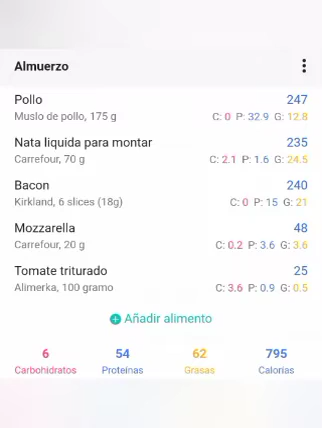 Almuerzo
Pollo 247
Muslo de pollo, 175 g C: 0 P: 32.9 G: 12.8
Nata liquida para montar 235
Carrefour, 70 g C: 2.1 P: 1.6 G: 24.5
Bacon 240
Kirkland, 6 slices (18g) C: 0 P: 15 G: 21
Mozzarella 48
Carrefour, 20 g C: 0.2 P: 3.6 G: 3.6
Tomate triturado 25
Alimerka, 100 gramo C: 3.6 P: 0.9 G: 0.5
Añadir alimento
6 54 62 795
Carbohidratos Proteínas Grasas Calorías